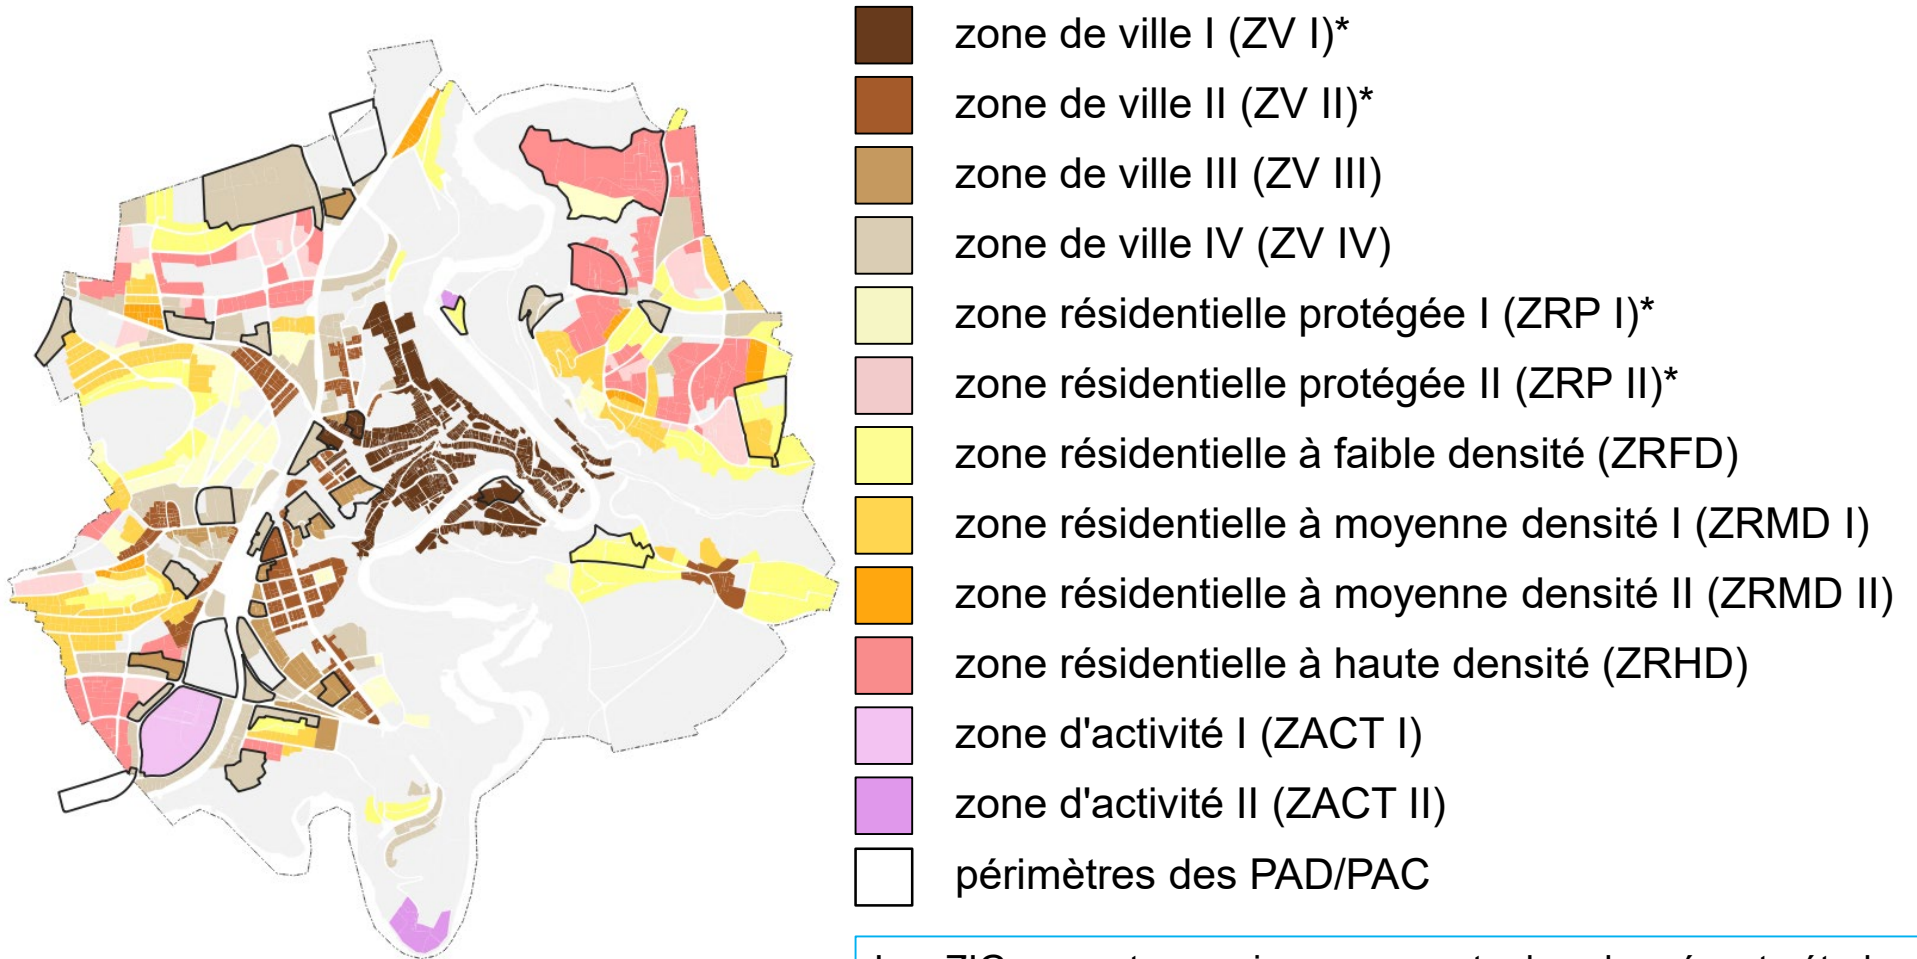 zone de ville I (ZV I)*
zone de ville II (ZV II)*
zone de ville III (ZV III)
zone de ville IV (ZV IV)
zone résidentielle protégée I (ZRP I)*
zone résidentielle protégée II (ZRP II)*
zone résidentielle à faible densité (ZRFD)
zone résidentielle à moyenne densité I (ZRMD I)
zone résidentielle à moyenne densité II (ZRMD II)
zone résidentielle à haute densité (ZRHD)
zone d'activité I (ZACT I)
zone d'activité II (ZACT II)
périmètres des PAD/PAC